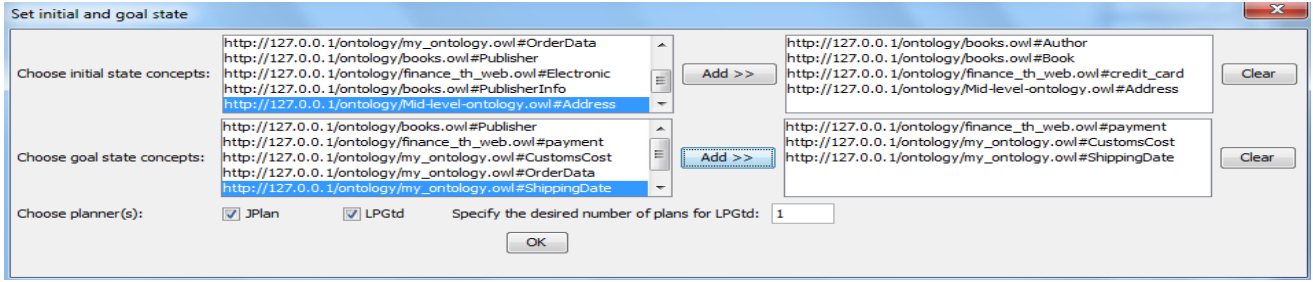 Set initial and goal state
Choose initial state concepts:
http://127.0.0.1/ontology/my_ontology.owl#OrderData
http://127.0.0.1/ontology/books.owl#Publisher
http://127.0.0.1/ontology/finance_th_web.owl#Electronic
http://127.0.0.1/ontology/books.owl#PublisherInfo
http://127.0.0.1/ontology/Mid-level-ontology.owl#Address
Add >>
http://127.0.0.1/ontology/books.owl#Author
http://127.0.0.1/ontology/books.owl#Book
http://127.0.0.1/ontology/finance_th_web.owl#credit_card
http://127.0.0.1/ontology/Mid-level-ontology.owl#Address
Clear
Choose goal state concepts:
http://127.0.0.1/ontology/books.owl#Publisher
http://127.0.0.1/ontology/finance_th_web.owl#payment
http://127.0.0.1/ontology/my_ontology.owl#CustomsCost
http://127.0.0.1/ontology/my_ontology.owl#OrderData
http://127.0.0.1/ontology/my_ontology.owl#ShippingDate
Add >>
http://127.0.0.1/ontology/finance_th_web.owl#payment
http://127.0.0.1/ontology/my_ontology.owl#CustomsCost
http://127.0.0.1/ontology/my_ontology.owl#ShippingDate
Clear
Choose planner(s): JPlan LPGtd Specify the desired number of plans for LPGtd: 1
OK